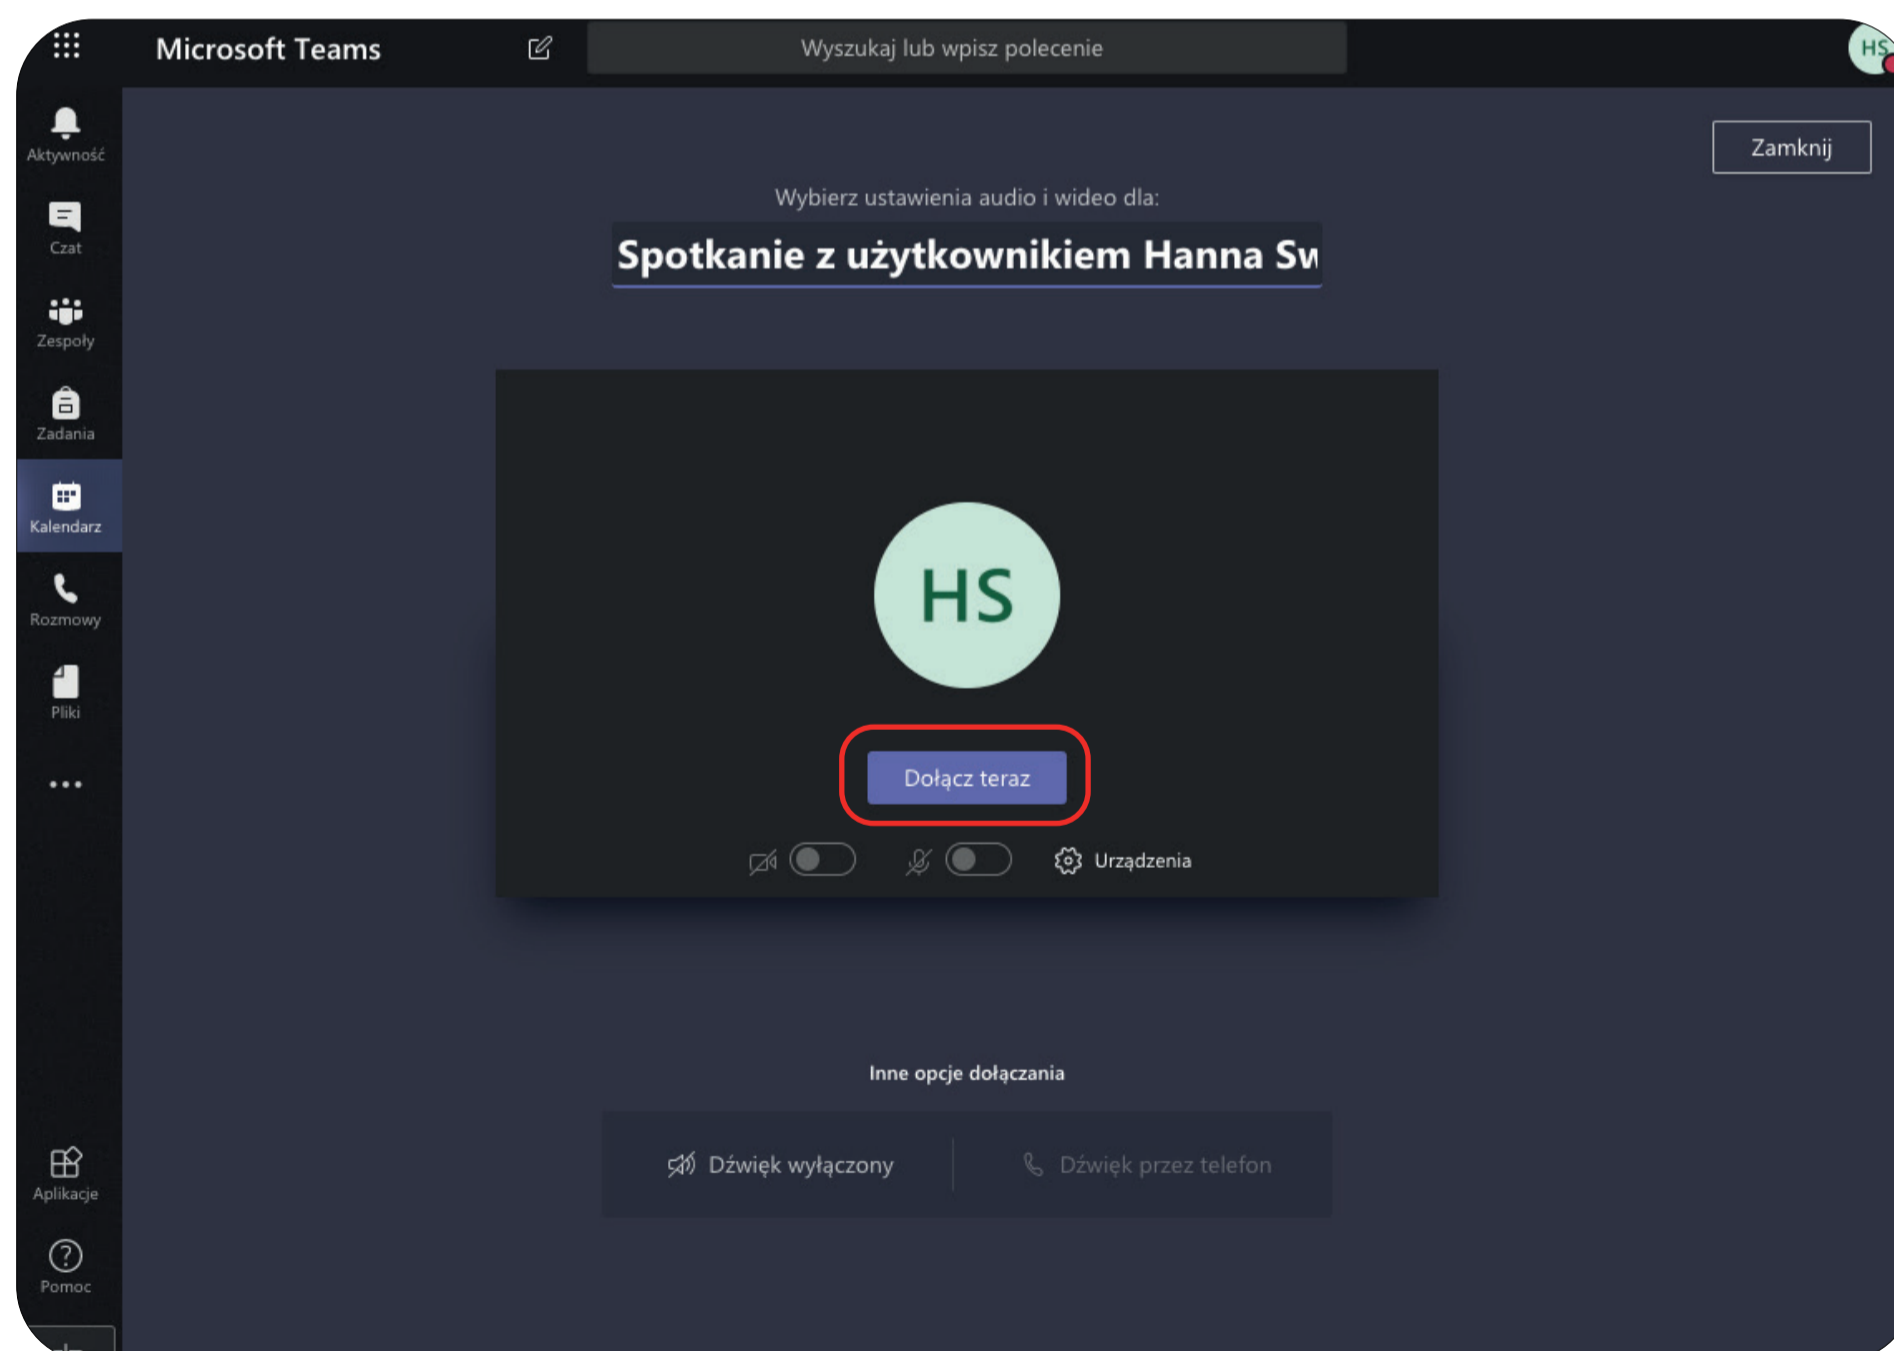 Microsoft Teams
Wyszukaj lub wpisz polecenie
HS
Aktywność
Czat
Zespoły
Zadania
Kalendarz
Rozmowy
Pliki
Aplikacje
Pomoc
Zamknij
Wybierz ustawienia audio i wideo dla:
Spotkanie z użytkownikiem Hanna Sw
HS
Dołącz teraz
Urządzenia
Inne opcje dołączania
Dźwięk wyłączony
Dźwięk przez telefon